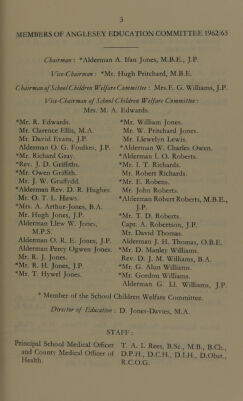 3
MEMBERS OF ANGLESEY EDUCATION COMMITTEE 1962/63
Chairman : *Alderman A. Ifan Jones, M.B.E., J.P.
Vice-Chairman : *Mr. Hugh Pritchard, M.B.E.
Chairman of School Children Welfare Committee : Mrs. F. G. Williams, J.P.
Vice-Chairman of School Children Welfare Committee :
Mrs. M. A. Edwards.
*Mr. R. Edwards.
Mr. Clarence Ellis, M.A.
Mr. David Evans, J.P.
Alderman O. G. Foulkes, J.P.
*Mr. Richard Gray.
*Rev. J. D. Griffiths.
*Mr. Owen Griffith.
Mr. J. W. Gruffydd.
*Alderman Rev. D. R. Hughes.
Mr. O. T. L. Huws
*Mrs. A. Arthur-Jones, B.A.
Mr. Hugh Jones, J.P.
Alderman Llew W. Jones,
M.P.S.
Alderman O. R. E. Jones, J.P.
Alderman Percy Ogwen Jones.
Mr. R. J. Jones.
*Mr. R. H. Jones, J.P.
*Mr. T. Hywel Jones.
*Mr. William Jones.
Mr. W. Pritchard Jones.
Mr. Llewelyn Lewis.
*Alderman W. Charles Owen.
*Alderman I. O. Roberts.
*Mr. I. T. Richards.
Mr. Robert Richards.
*Mr. E. Roberts.
Mr. John Roberts.
*Alderman Robert Roberts, M.B.E.,
J.P.
*Mr. T. D. Roberts.
Capt. A. Robertson, J.P.
Mr. David Thomas.
Alderman J. H. Thomas, O.B.E.
*Mr. D. Manley Williams.
Rev. D. J. M. Williams, B.A.
*Mr. G. Alun Williams.
*Mr. Gordon Williams.
Alderman G. Ll. Williams, J.P.
* Member of the School Children Welfare Committee.
Director of Education : D. Jones-Davies, M.A.
STAFF :
Principal School Medical Officer
and County Medical Officer of
Health.
T. A. I. Rees, B.Sc., M.B., B.Ch.,
D.P.H., D.C.H., D.I.H., D.Obst.,
R.C.O.G.